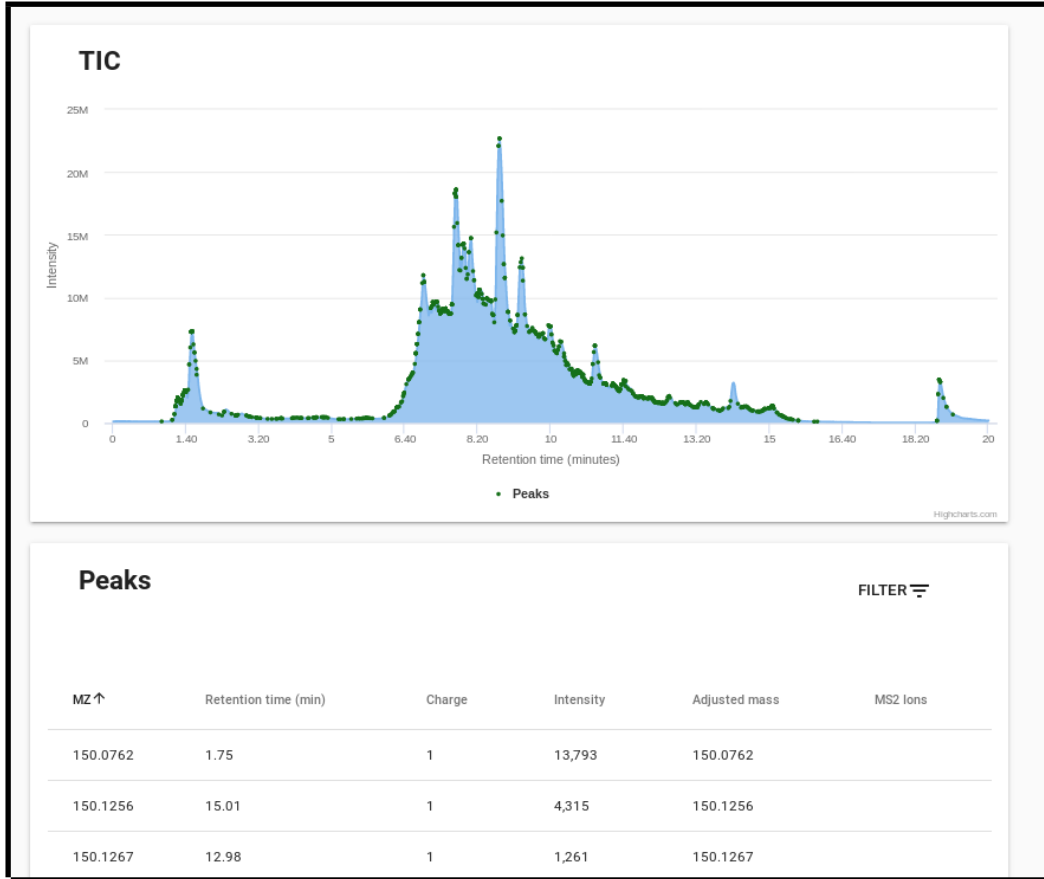 TIC
25M
20M
15M
10M
5M
0
Intensity
0 1.40 3.20 5 6.40 8.20 10 11.40 13.20 15 16.40 18.20 20
Retention time (minutes)
Peaks
Highcharts.com
Peaks
FILTER
MZ Retention time (min) Charge Intensity Adjusted mass MS2 Ions
150.0762 1.75 1 13,793 150.0762
150.1256 15.01 1 4,315 150.1256
150.1267 12.98 1 1,261 150.1267